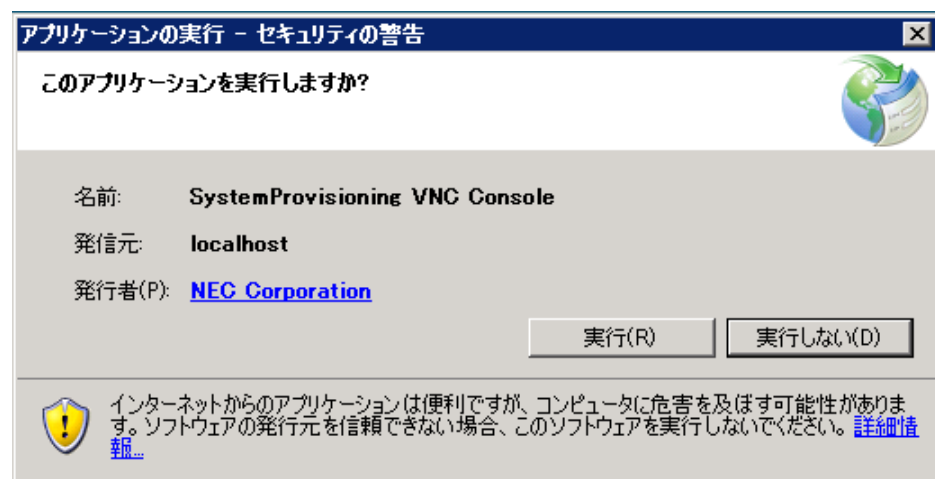 アプリケーションの実行 - セキュリティの警告
このアプリケーションを実行しますか?
名前: SystemProvisioning VNC Console
発信元: localhost
発行者(P): NEC Corporation
実行(R) 実行しない(D)
インターネットからのアプリケーションは便利ですが、コンピュータに危害を及ぼす可能性がありま
す。ソフトウェアの発行元を信頼できない場合、このソフトウェアを実行しないでください。詳細情
報...